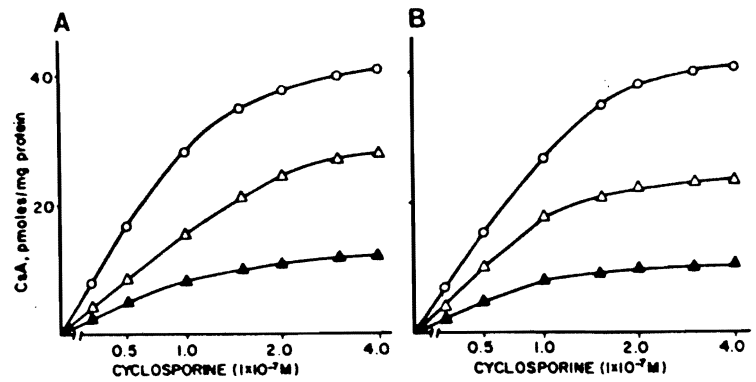 A
B
40
20
CsA, pmoles/mg protein
0.5 1.0 2.0 4.0
CYCLOSPORINE (1×10⁻⁷M)
0.5 1.0 2.0 4.0
CYCLOSPORINE (1×10⁻⁷M)